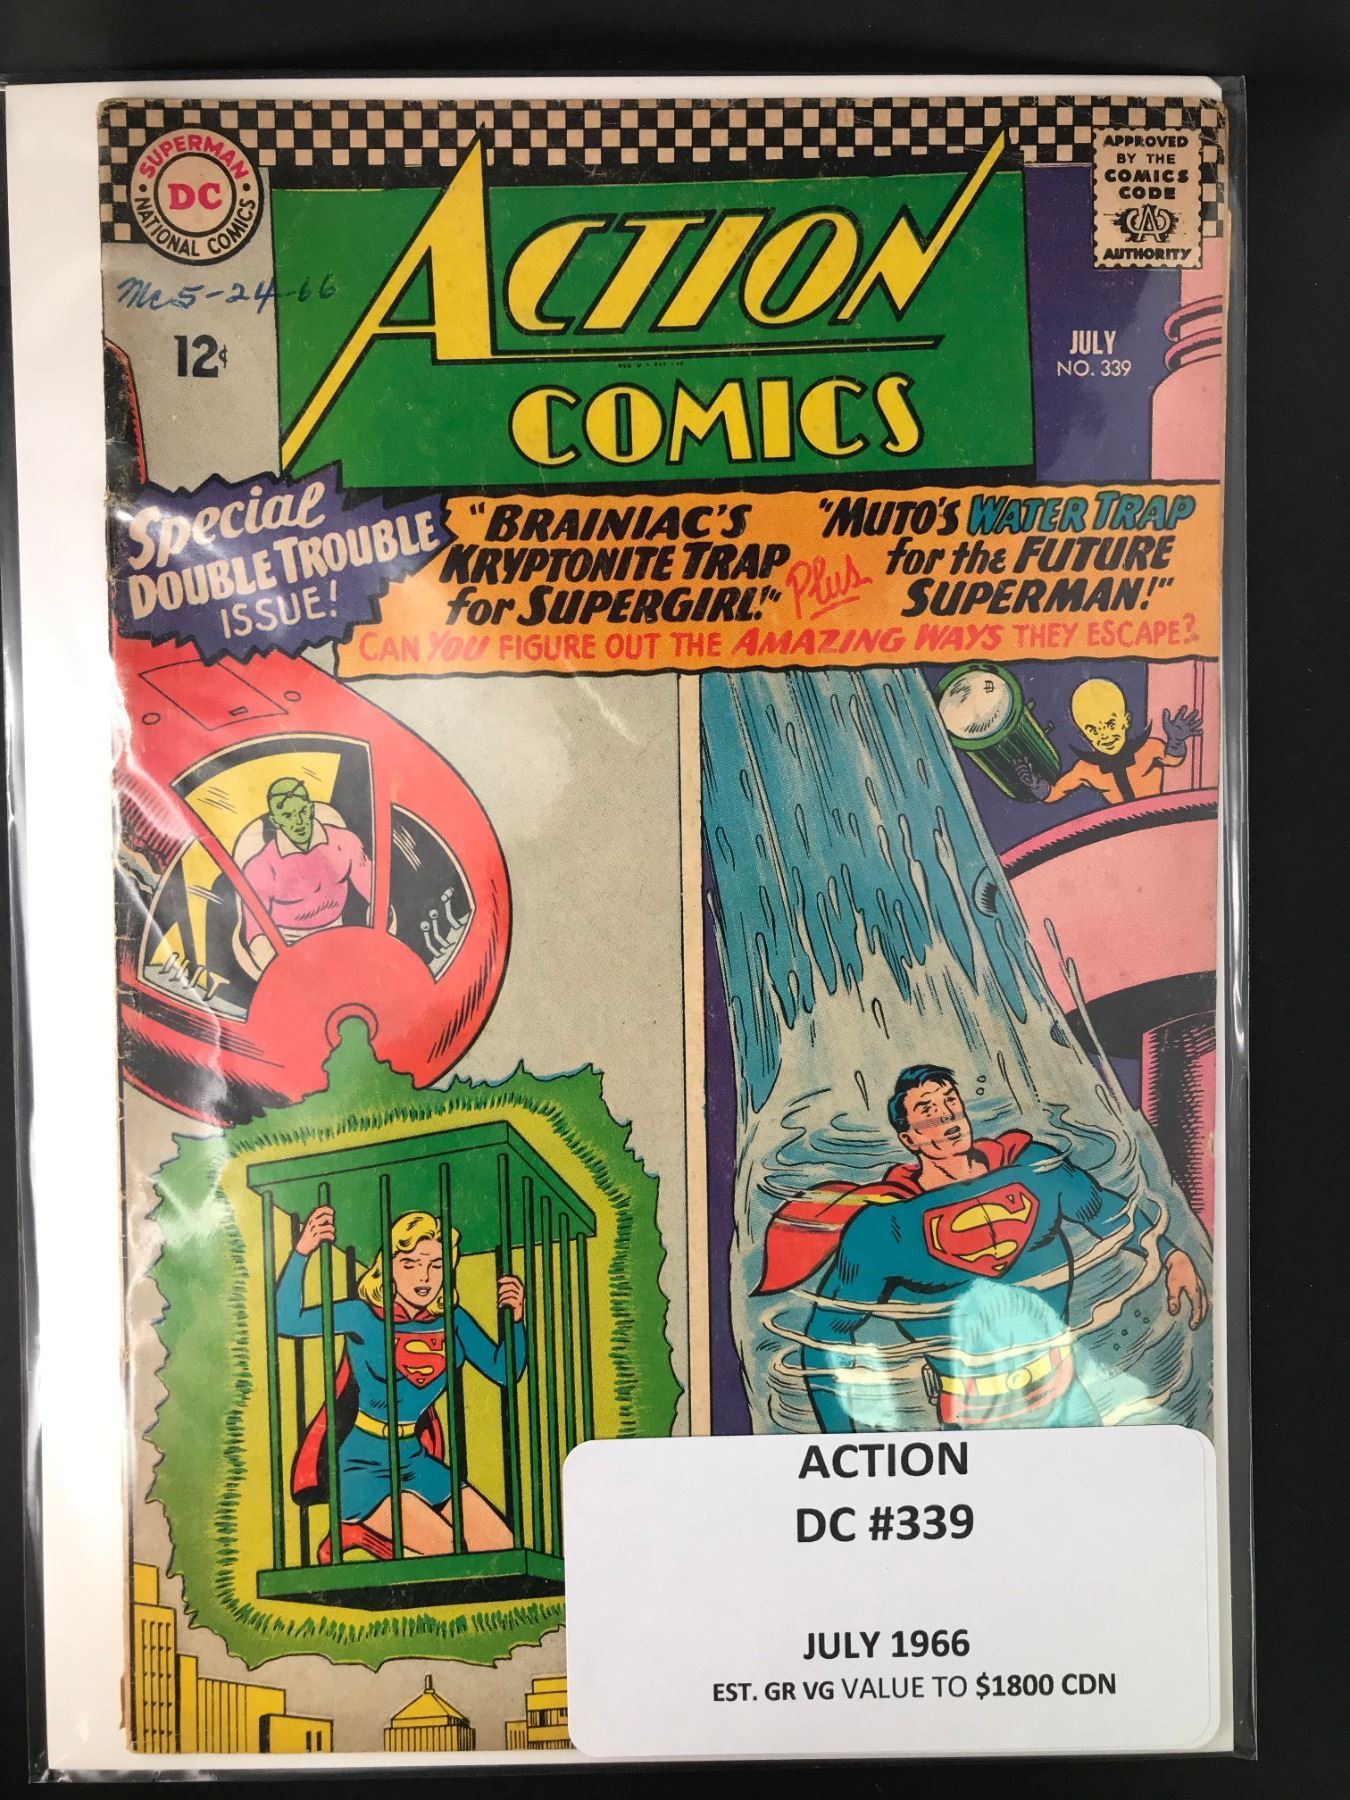 SUPERMAN
DC
NATIONAL COMICS
ACTION
COMICS
APPROVED
BY THE
COMICS
CODE
AUTHORITY
5-24-66
12¢
JULY
NO. 339
Special
DOUBLE TROUBLE
ISSUE!
"BRAINIAC'S
KRYPTONITE TRAP
for SUPERGIRL!"
Plus
"MUTO'S WATER TRAP
for the FUTURE
SUPERMAN!"
CAN YOU FIGURE OUT THE AMAZING WAYS THEY ESCAPE?
S
S
ACTION
DC #339
JULY 1966
EST. GR VG VALUE TO $1800 CDN